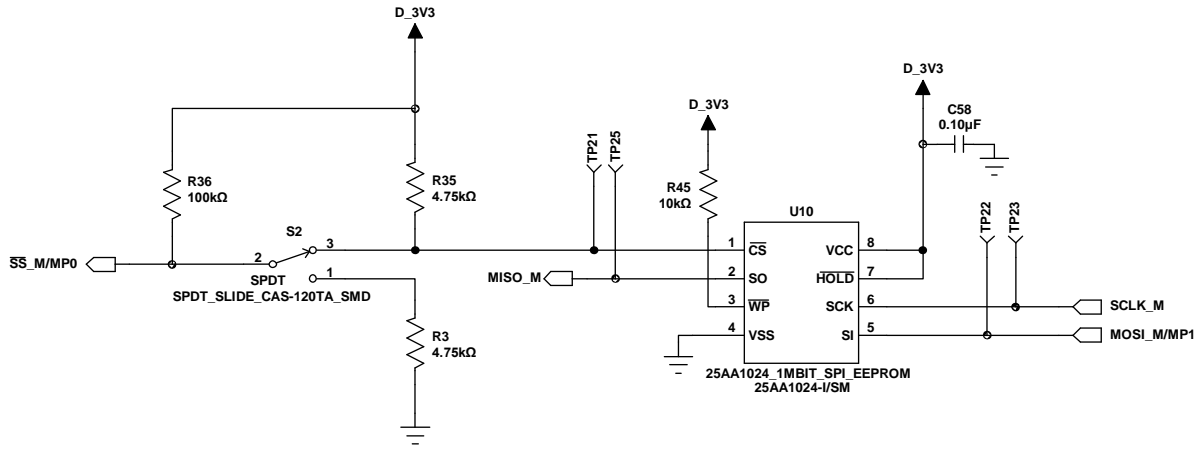 D_3V3
D_3V3
D_3V3
C58
0.10µF
TP21
TP25
R36
100kΩ
R35
4.75kΩ
R45
10kΩ
TP22
TP23
U10
S2
SS_M/MP0
2
3
1
SPDT
SPDT_SLIDE_CAS-120TA_SMD
R3
4.75kΩ
MISO_M
1
CS
VCC
8
2
SO
HOLD
7
3
WP
SCK
6
4
VSS
SI
5
SCLK_M
MOSI_M/MP1
25AA1024_1MBIT_SPI_EEPROM
25AA1024-I/SM